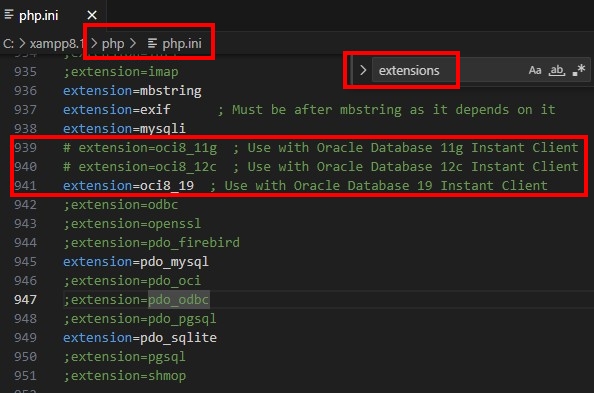 php.ini
C: > xampp8.1 > php > php.ini
extensions
Aa ab, .*
935 ;extension=imap
936 extension=mbstring
937 extension=exif ; Must be after mbstring as it depends on it
938 extension=mysqli
939 # extension=oci8_11g ; Use with Oracle Database 11g Instant Client
940 # extension=oci8_12c ; Use with Oracle Database 12c Instant Client
941 extension=oci8_19 ; Use with Oracle Database 19 Instant Client
942 ;extension=odbc
943 ;extension=openssl
944 ;extension=pdo_firebird
945 extension=pdo_mysql
946 ;extension=pdo_oci
947 ;extension=pdo_odbc
948 ;extension=pdo_pgsql
949 extension=pdo_sqlite
950 ;extension=pgsql
951 ;extension=shmop